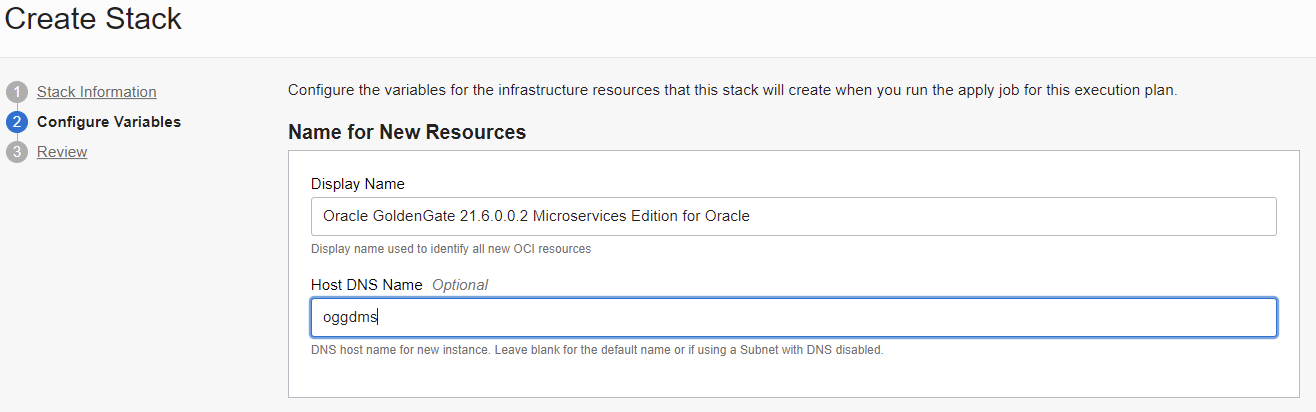 Create Stack
1 Stack Information
2 Configure Variables
3 Review
Configure the variables for the infrastructure resources that this stack will create when you run the apply job for this execution plan.
Name for New Resources
Display Name
Oracle GoldenGate 21.6.0.0.2 Microservices Edition for Oracle
Display name used to identify all new OCI resources
Host DNS Name Optional
oggdms
DNS host name for new instance. Leave blank for the default name or if using a Subnet with DNS disabled.